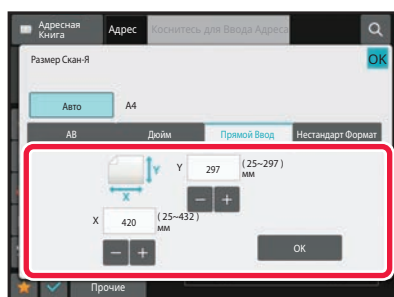 Адресная
Книга
Адрес
Коснитесь для Ввода Адреса
Размер Скан-Я
OK
Авто
A4
AB
Дюйм
Прямой Ввод
Нестандарт Формат
Y
Y
297
(25~297)
мм
X
X
420
(25~432)
мм
OK
Прочие